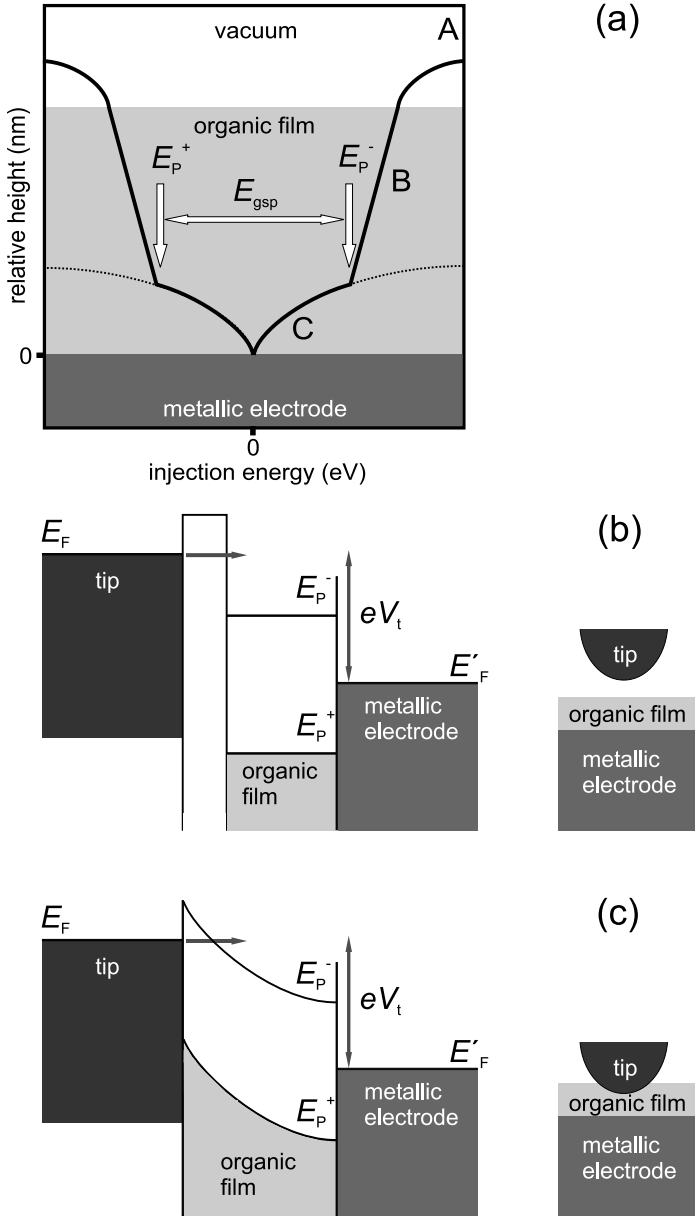 (a)
vacuum
A
organic film
E_P^+
E_P^-
E_gsp
B
C
relative height (nm)
0
metallic electrode
0
injection energy (eV)
(b)
E_F
tip
E_P^-
eV_t
E′_F
E_P^+
metallic
electrode
organic
film
tip
organic film
metallic
electrode
(c)
E_F
tip
E_P^-
eV_t
E′_F
E_P^+
metallic
electrode
organic
film
tip
organic film
metallic
electrode